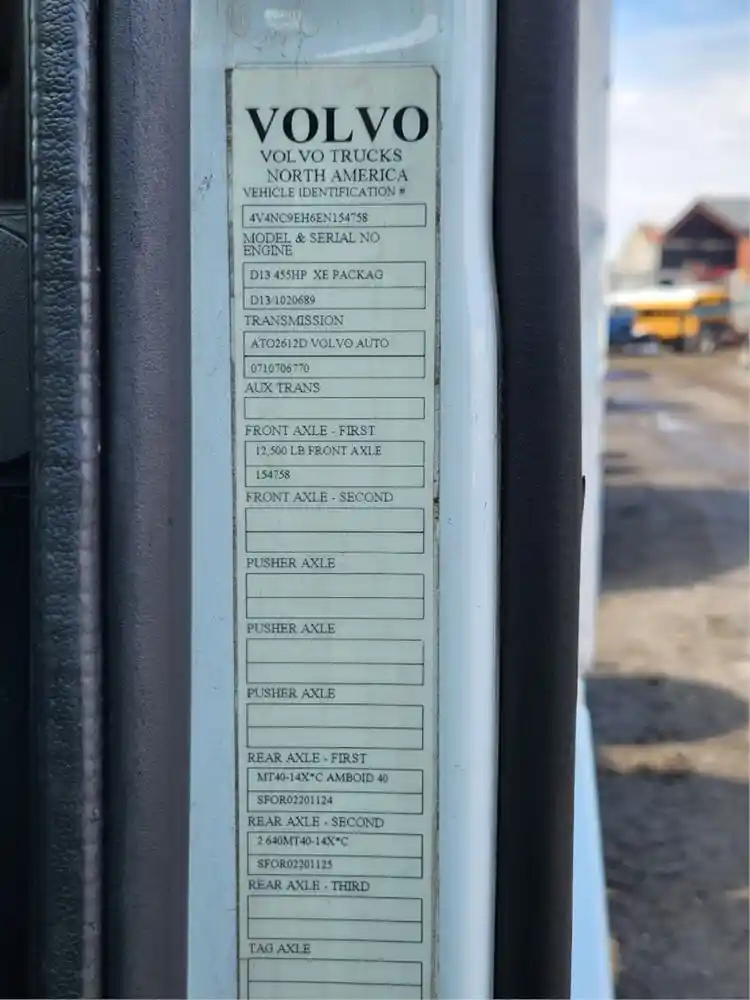 VOLVO
VOLVO TRUCKS
NORTH AMERICA
VEHICLE IDENTIFICATION #
4V4NC9EH6EN154758
MODEL & SERIAL NO
ENGINE
D13 455HP XE PACKAG
D13/1020689
TRANSMISSION
ATO2612D VOLVO AUTO
0710706770
AUX TRANS
FRONT AXLE - FIRST
12,500 LB FRONT AXLE
154758
FRONT AXLE - SECOND
PUSHER AXLE
PUSHER AXLE
PUSHER AXLE
REAR AXLE - FIRST
MT40-14X*C AMBOID 40
SFOR02201124
REAR AXLE - SECOND
2.640MT40-14X*C
SFOR02201125
REAR AXLE - THIRD
TAG AXLE